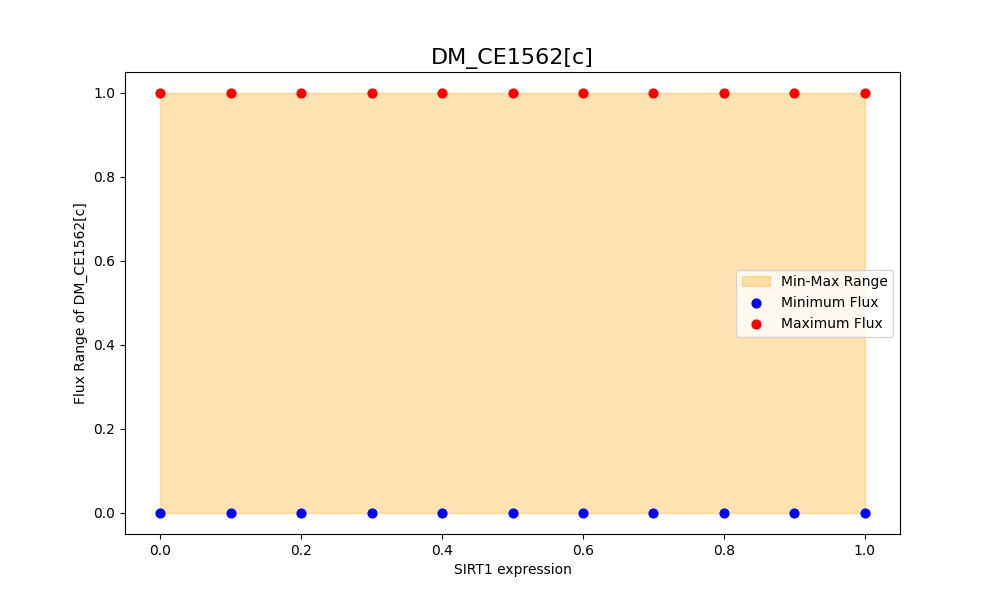 DM_CE1562[c]
Flux Range of DM_CE1562[c]
1.0
0.8
0.6
0.4
0.2
0.0
Min-Max Range
Minimum Flux
Maximum Flux
0.0 0.2 0.4 0.6 0.8 1.0
SIRT1 expression